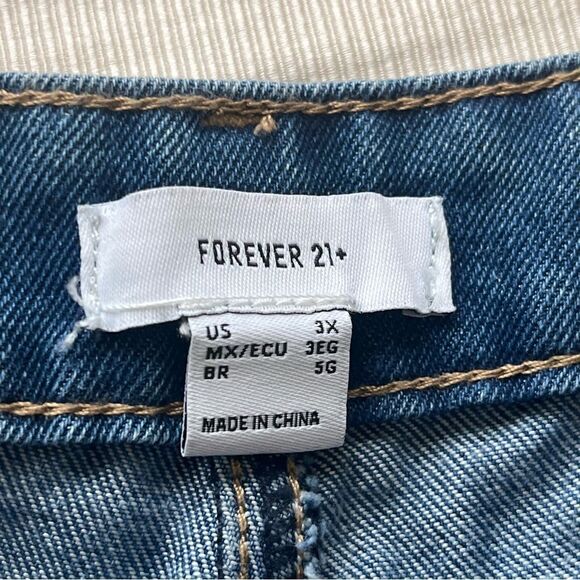 FOREVER 21+
US 3X
MX/ECU 3EG
BR 5G
MADE IN CHINA